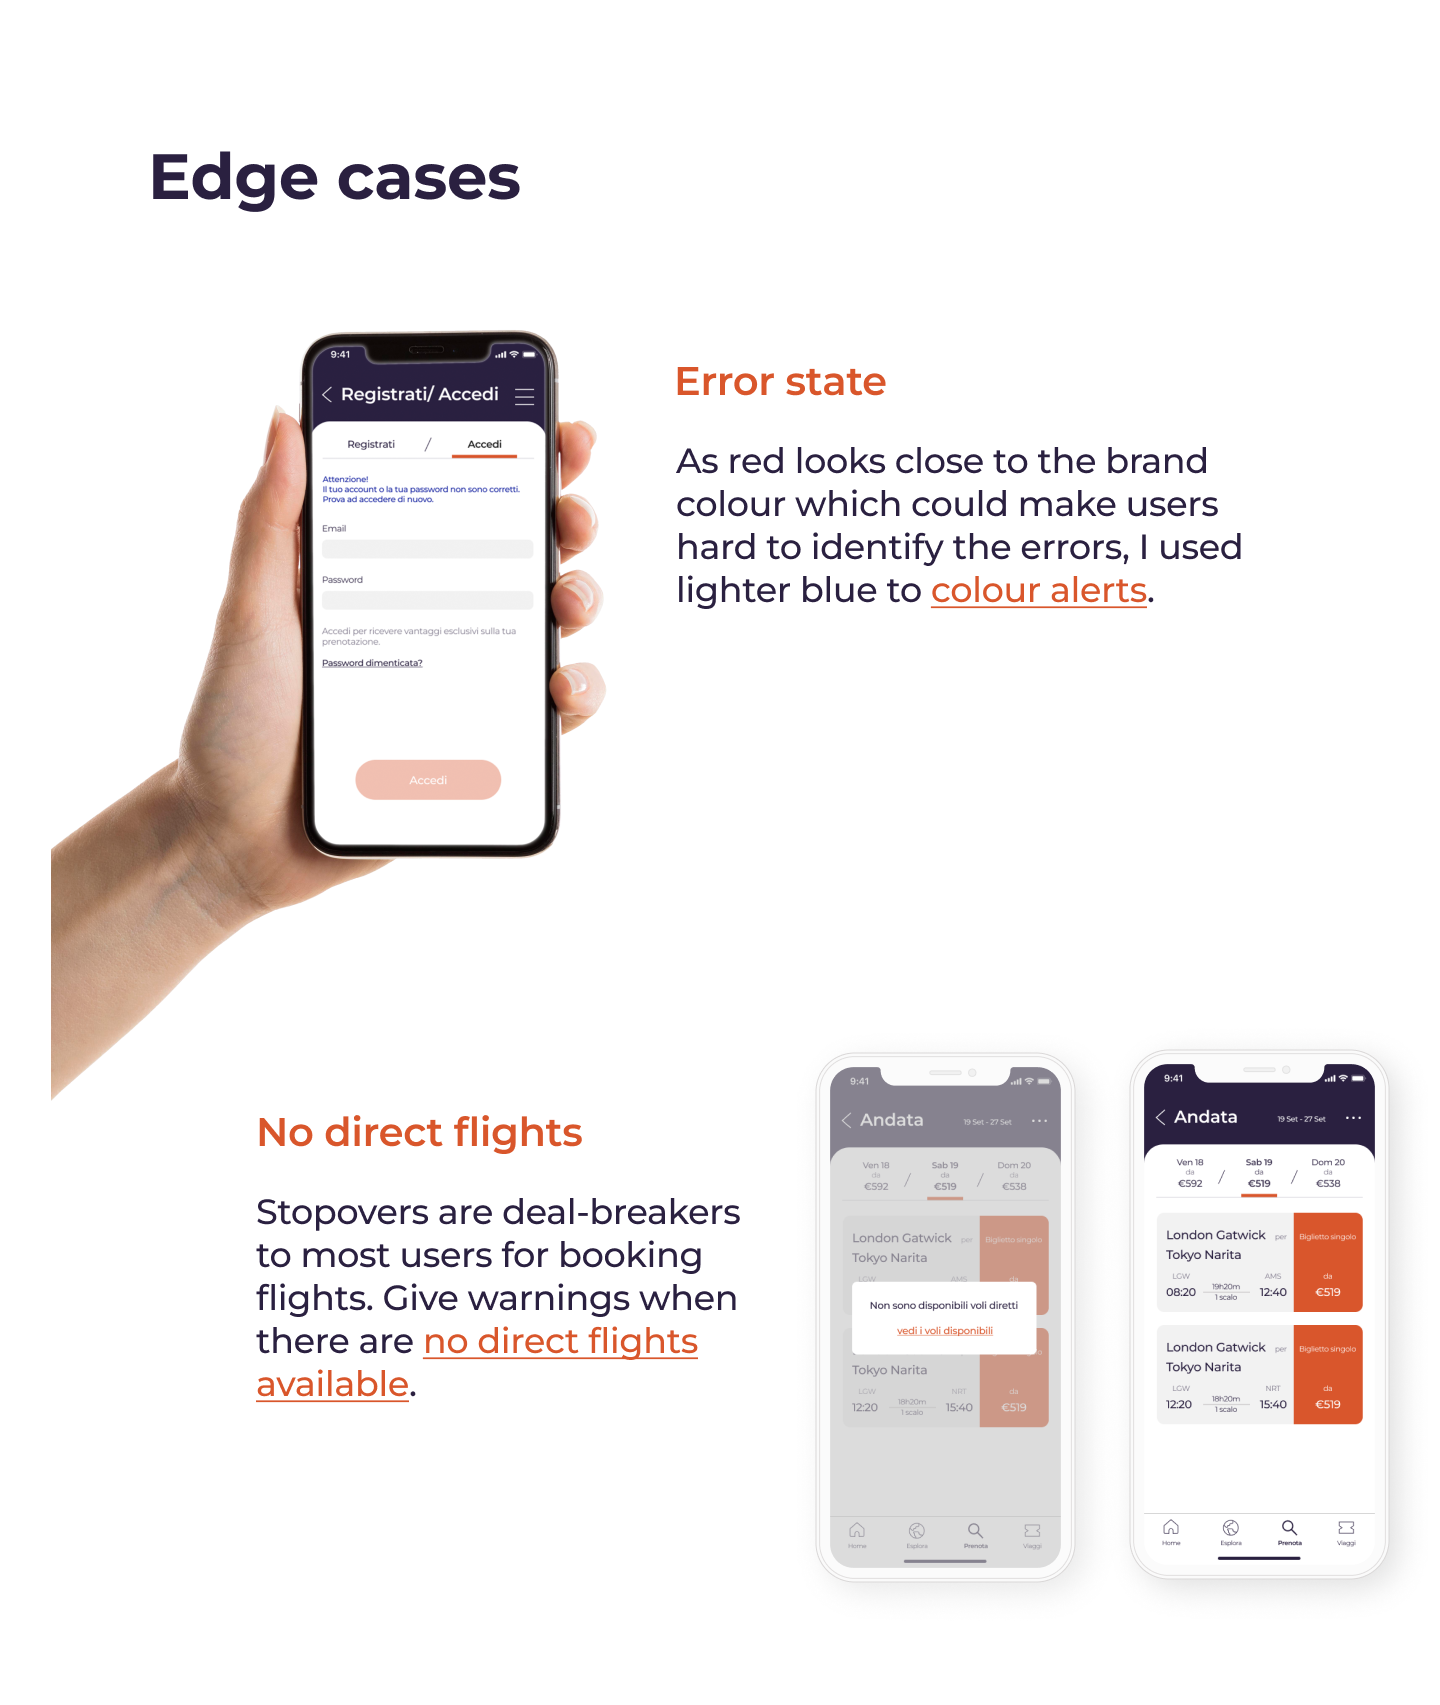 Edge cases
9:41
Registrati/ Accedi
Registrati / Accedi
Attenzione!
Il tuo account o la tua password non sono corretti.
Prova ad accedere di nuovo.
Email
Password
Accedi per ricevere vantaggi esclusivi sulla tua
prenotazione.
Password dimenticata?
Accedi
Error state
As red looks close to the brand
colour which could make users
hard to identify the errors, I used
lighter blue to colour alerts.
No direct flights
Stopovers are deal-breakers
to most users for booking
flights. Give warnings when
there are no direct flights
available.
9:41
Andata 19 Set - 27 Set
Ven 18 / Sab 19 / Dom 20
da da da
€592 €519 €538
London Gatwick per Biglietto singolo
Tokyo Narita
LGW AMS
Non sono disponibili voli diretti
vedi i voli disponibili
Tokyo Narita
LGW NRT da
12:20 18h20m 15:40 €519
1 scalo
Home Esplora Prenota Viaggi
9:41
Andata 19 Set - 27 Set
Ven 18 / Sab 19 / Dom 20
da da da
€592 €519 €538
London Gatwick per Biglietto singolo
Tokyo Narita
LGW AMS da
08:20 19h20m 12:40 €519
1 scalo
London Gatwick per Biglietto singolo
Tokyo Narita
LGW NRT da
12:20 18h20m 15:40 €519
1 scalo
Home Esplora Prenota Viaggi